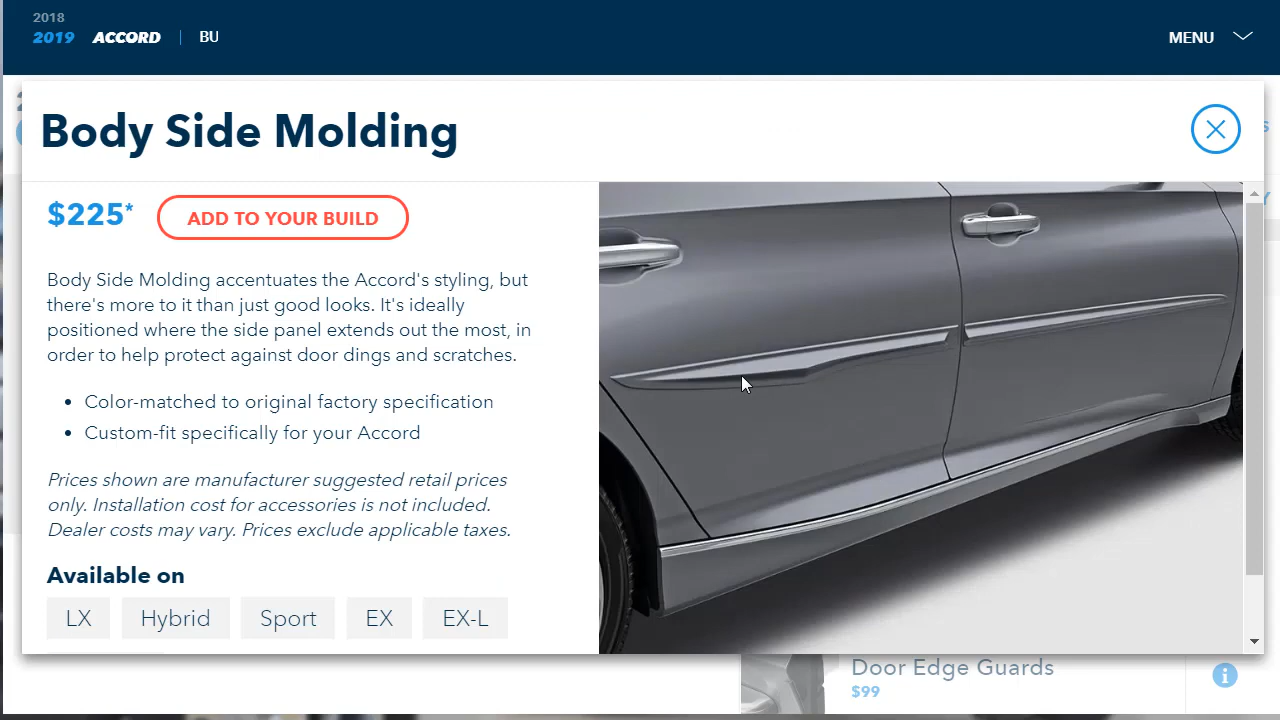 2018
2019 ACCORD | BU
MENU
Body Side Molding
$225*
ADD TO YOUR BUILD
Body Side Molding accentuates the Accord's styling, but
there's more to it than just good looks. It's ideally
positioned where the side panel extends out the most, in
order to help protect against door dings and scratches.
• Color-matched to original factory specification
• Custom-fit specifically for your Accord
Prices shown are manufacturer suggested retail prices
only. Installation cost for accessories is not included.
Dealer costs may vary. Prices exclude applicable taxes.
Available on
LX Hybrid Sport EX EX-L
Door Edge Guards
$99